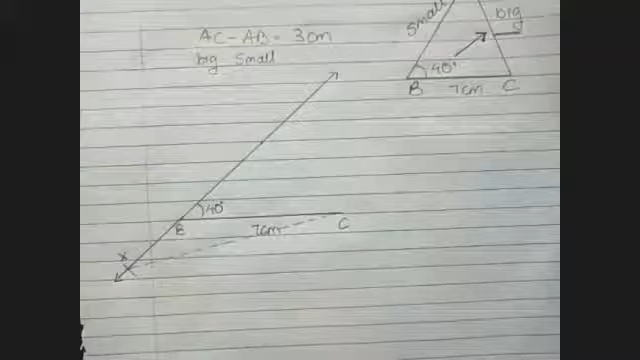 AC - AB = 3cm
big small
small
big
40°
B 7cm C
40°
B 7cm C
x